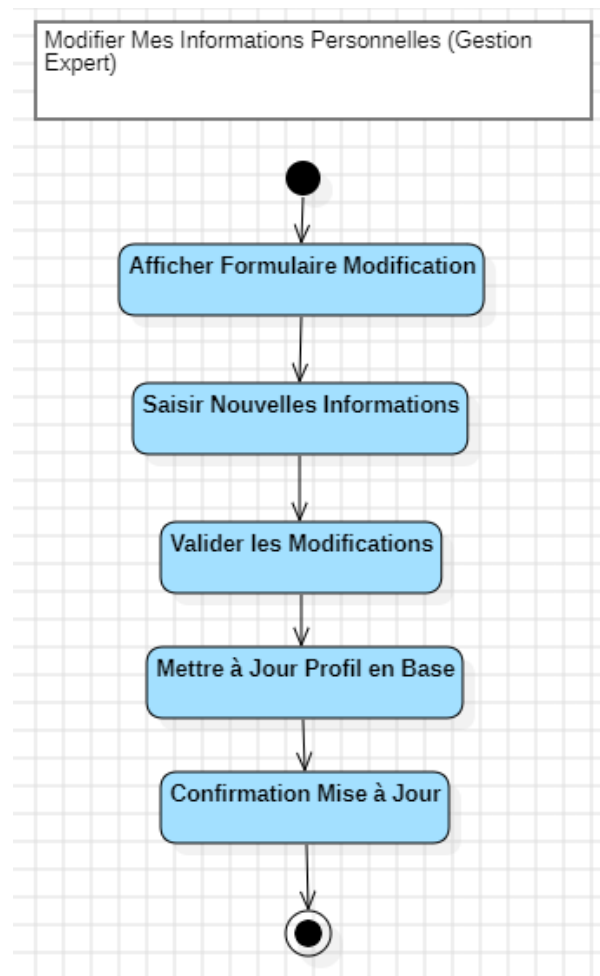 Modifier Mes Informations Personnelles (Gestion
Expert)
Afficher Formulaire Modification
Saisir Nouvelles Informations
Valider les Modifications
Mettre à Jour Profil en Base
Confirmation Mise à Jour